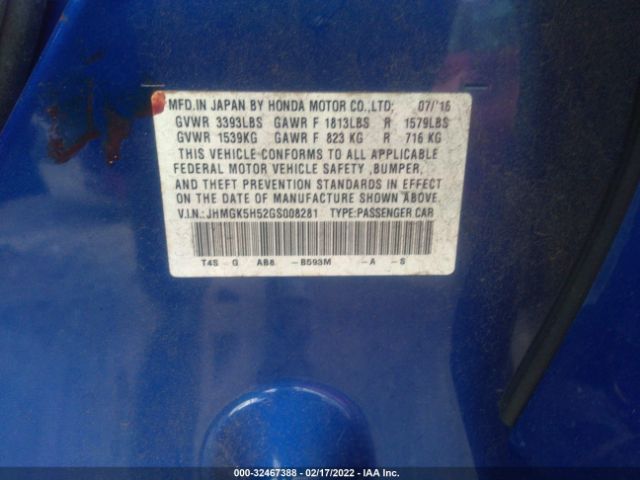 MFD.IN JAPAN BY HONDA MOTOR CO.,LTD: 07/'16
GVWR 3393LBS GAWR F 1813LBS R 1579LBS
GVWR 1539KG GAWR F 823 KG R 716 KG
THIS VEHICLE CONFORMS TO ALL APPLICABLE
FEDERAL MOTOR VEHICLE SAFETY ,BUMPER,
AND THEFT PREVENTION STANDARDS IN EFFECT
ON THE DATE OF MANUFACTURE SHOWN ABOVE.
V.I.N.: JHMGK5H52GS008281 TYPE:PASSENGER CAR
T4S G AB8 -B593M -A -S
000-32467388 - 02/17/2022 - IAA Inc.